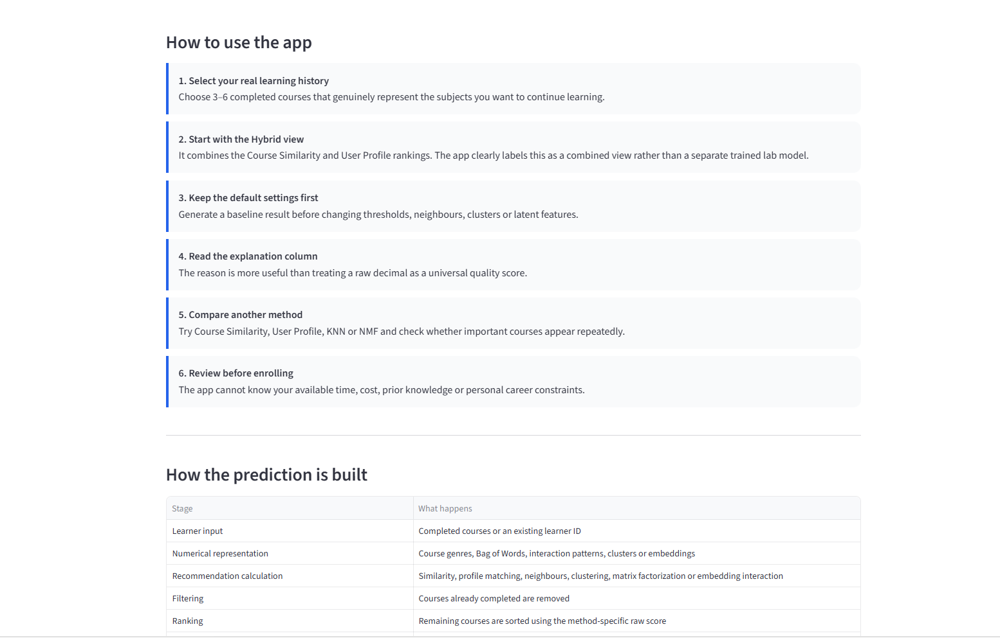 How to use the app
1. Select your real learning history
Choose 3–6 completed courses that genuinely represent the subjects you want to continue learning.
2. Start with the Hybrid view
It combines the Course Similarity and User Profile rankings. The app clearly labels this as a combined view rather than a separate trained lab model.
3. Keep the default settings first
Generate a baseline result before changing thresholds, neighbours, clusters or latent features.
4. Read the explanation column
The reason is more useful than treating a raw decimal as a universal quality score.
5. Compare another method
Try Course Similarity, User Profile, KNN or NMF and check whether important courses appear repeatedly.
6. Review before enrolling
The app cannot know your available time, cost, prior knowledge or personal career constraints.
How the prediction is built
Stage What happens
Learner input Completed courses or an existing learner ID
Numerical representation Course genres, Bag of Words, interaction patterns, clusters or embeddings
Recommendation calculation Similarity, profile matching, neighbours, clustering, matrix factorization or embedding interaction
Filtering Courses already completed are removed
Ranking Remaining courses are sorted using the method-specific raw score